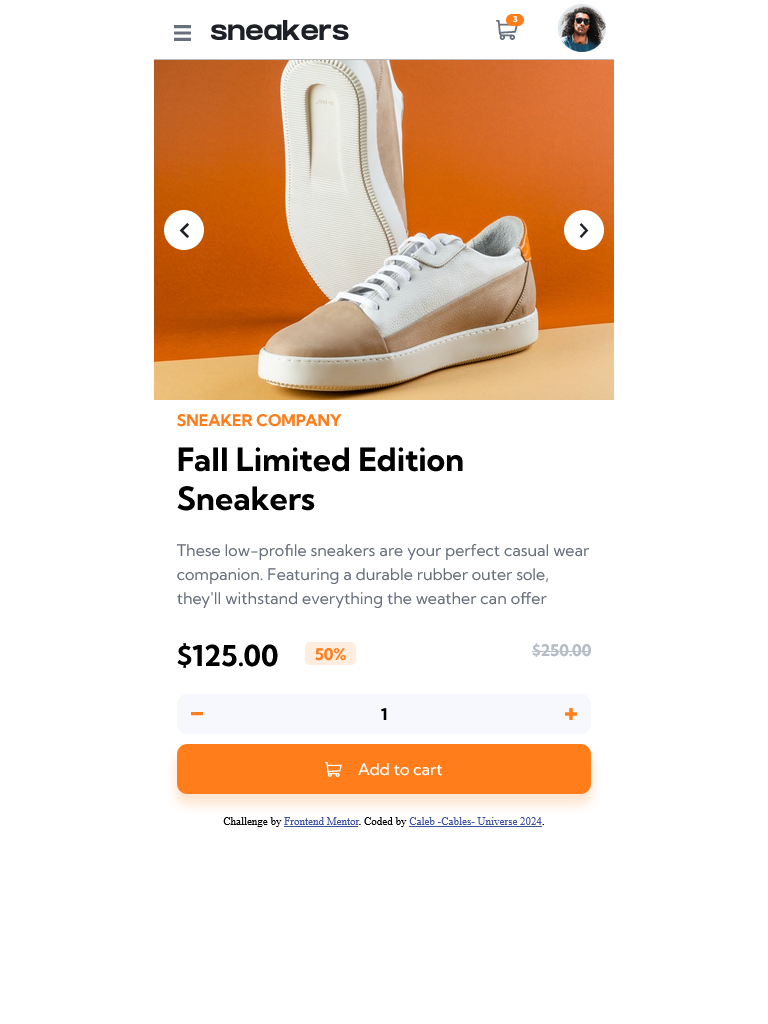 sneakers
3
SNEAKER COMPANY
Fall Limited Edition
Sneakers
These low-profile sneakers are your perfect casual wear
companion. Featuring a durable rubber outer sole,
they'll withstand everything the weather can offer
$125.00 50% $250.00
1
Add to cart
Challenge by Frontend Mentor. Coded by Caleb -Cables- Universe 2024.